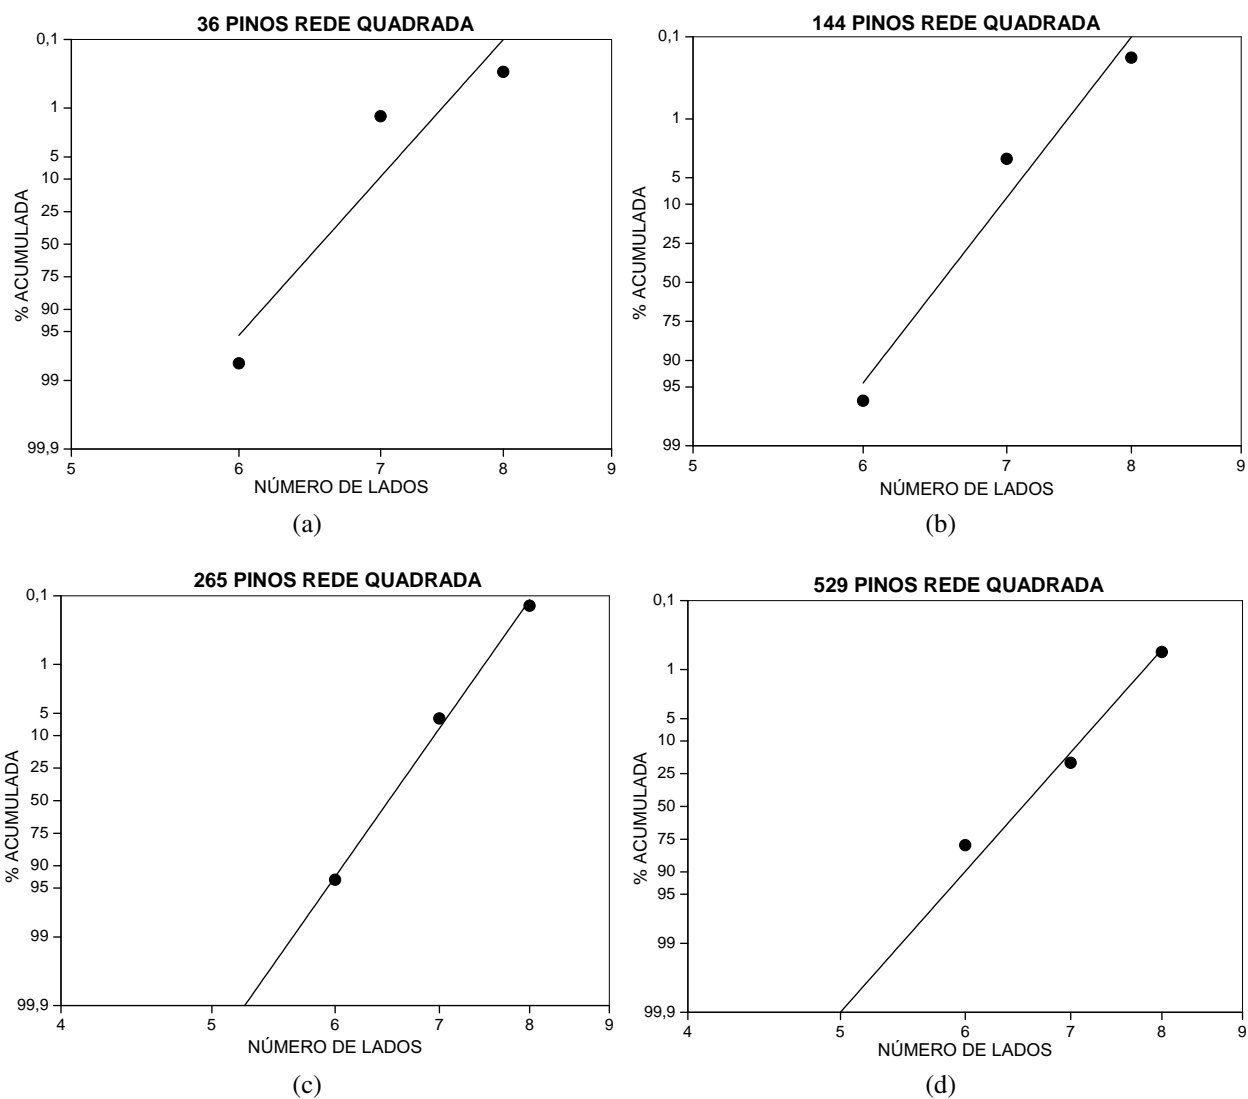 36 PINOS REDE QUADRADA
0,1
1
5
10
25
50
75
90
95
99
99,9
% ACUMULADA
5 6 7 8 9
NÚMERO DE LADOS
(a)
144 PINOS REDE QUADRADA
0,1
1
5
10
25
50
75
90
95
99
% ACUMULADA
5 6 7 8 9
NÚMERO DE LADOS
(b)
265 PINOS REDE QUADRADA
0,1
1
5
10
25
50
75
90
95
99
99,9
% ACUMULADA
4 5 6 7 8 9
NÚMERO DE LADOS
(c)
529 PINOS REDE QUADRADA
0,1
1
5
10
25
50
75
90
95
99
99,9
% ACUMULADA
4 5 6 7 8 9
NÚMERO DE LADOS
(d)